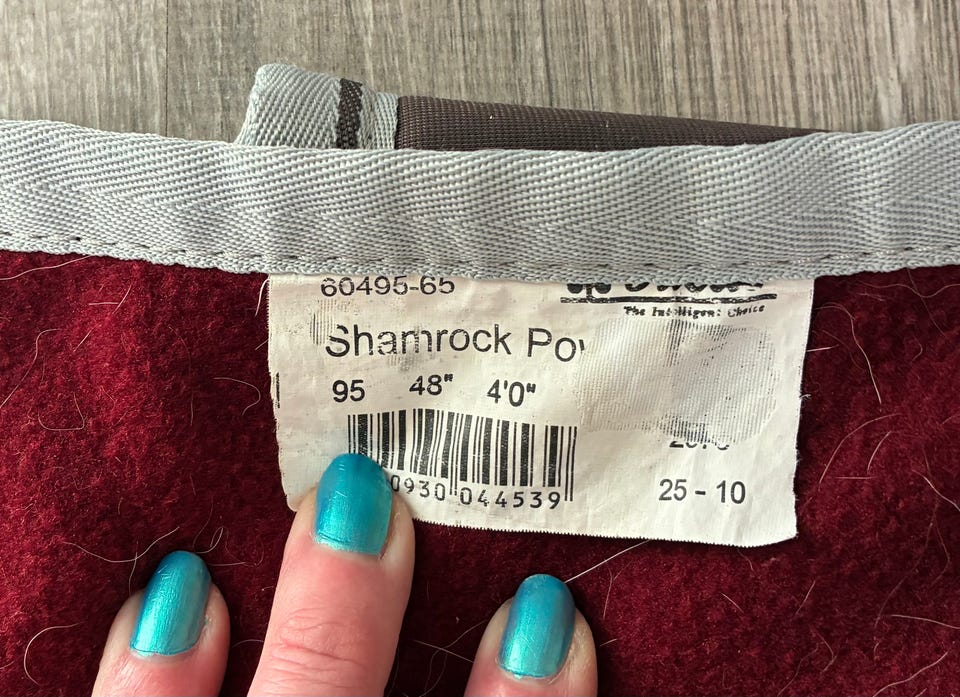 60495-65
The Intelligent Choice
Shamrock Po
95 48" 4'0"
0930 044539
25 - 10